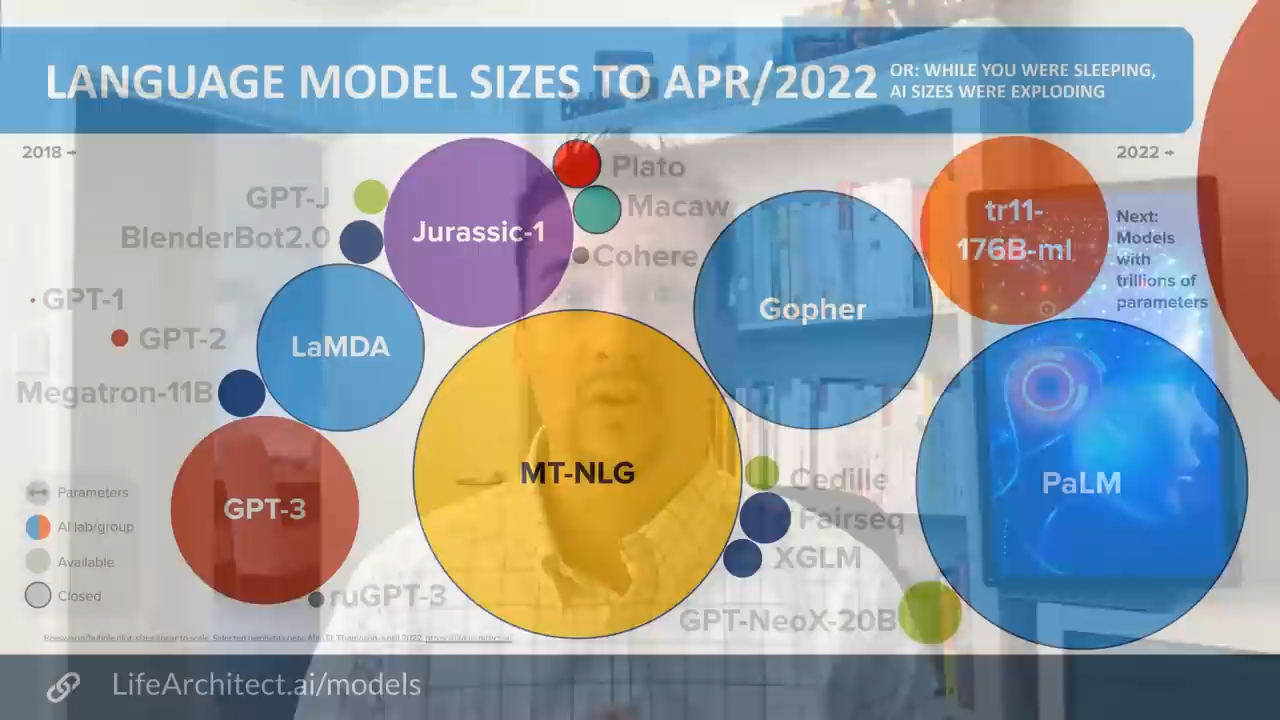 LANGUAGE MODEL SIZES TO APR/2022
OR: WHILE YOU WERE SLEEPING,
AI SIZES WERE EXPLODING
2018 →
2022 →
Plato
GPT-J
Macaw
BlenderBot2.0
Jurassic-1
Cohere
tr11-
176B-ml
Next:
Models
with
trillions of
parameters
GPT-1
GPT-2
LaMDA
Gopher
Megatron-11B
MT-NLG
Cedille
PaLM
GPT-3
Fairseq
XGLM
ruGPT-3
GPT-NeoX-20B
Parameters
AI lab/group
Available
Closed
LifeArchitect.ai/models